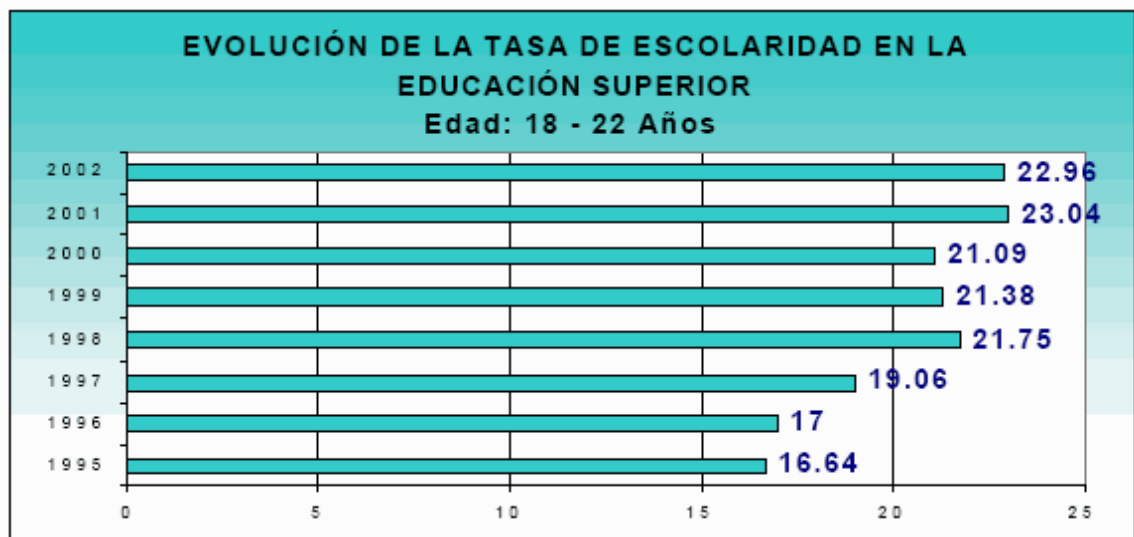 EVOLUCIÓN DE LA TASA DE ESCOLARIDAD EN LA
EDUCACIÓN SUPERIOR
Edad: 18 - 22 Años
2002 22.96
2001 23.04
2000 21.09
1999 21.38
1998 21.75
1997 19.06
1996 17
1995 16.64
0 5 10 15 20 25